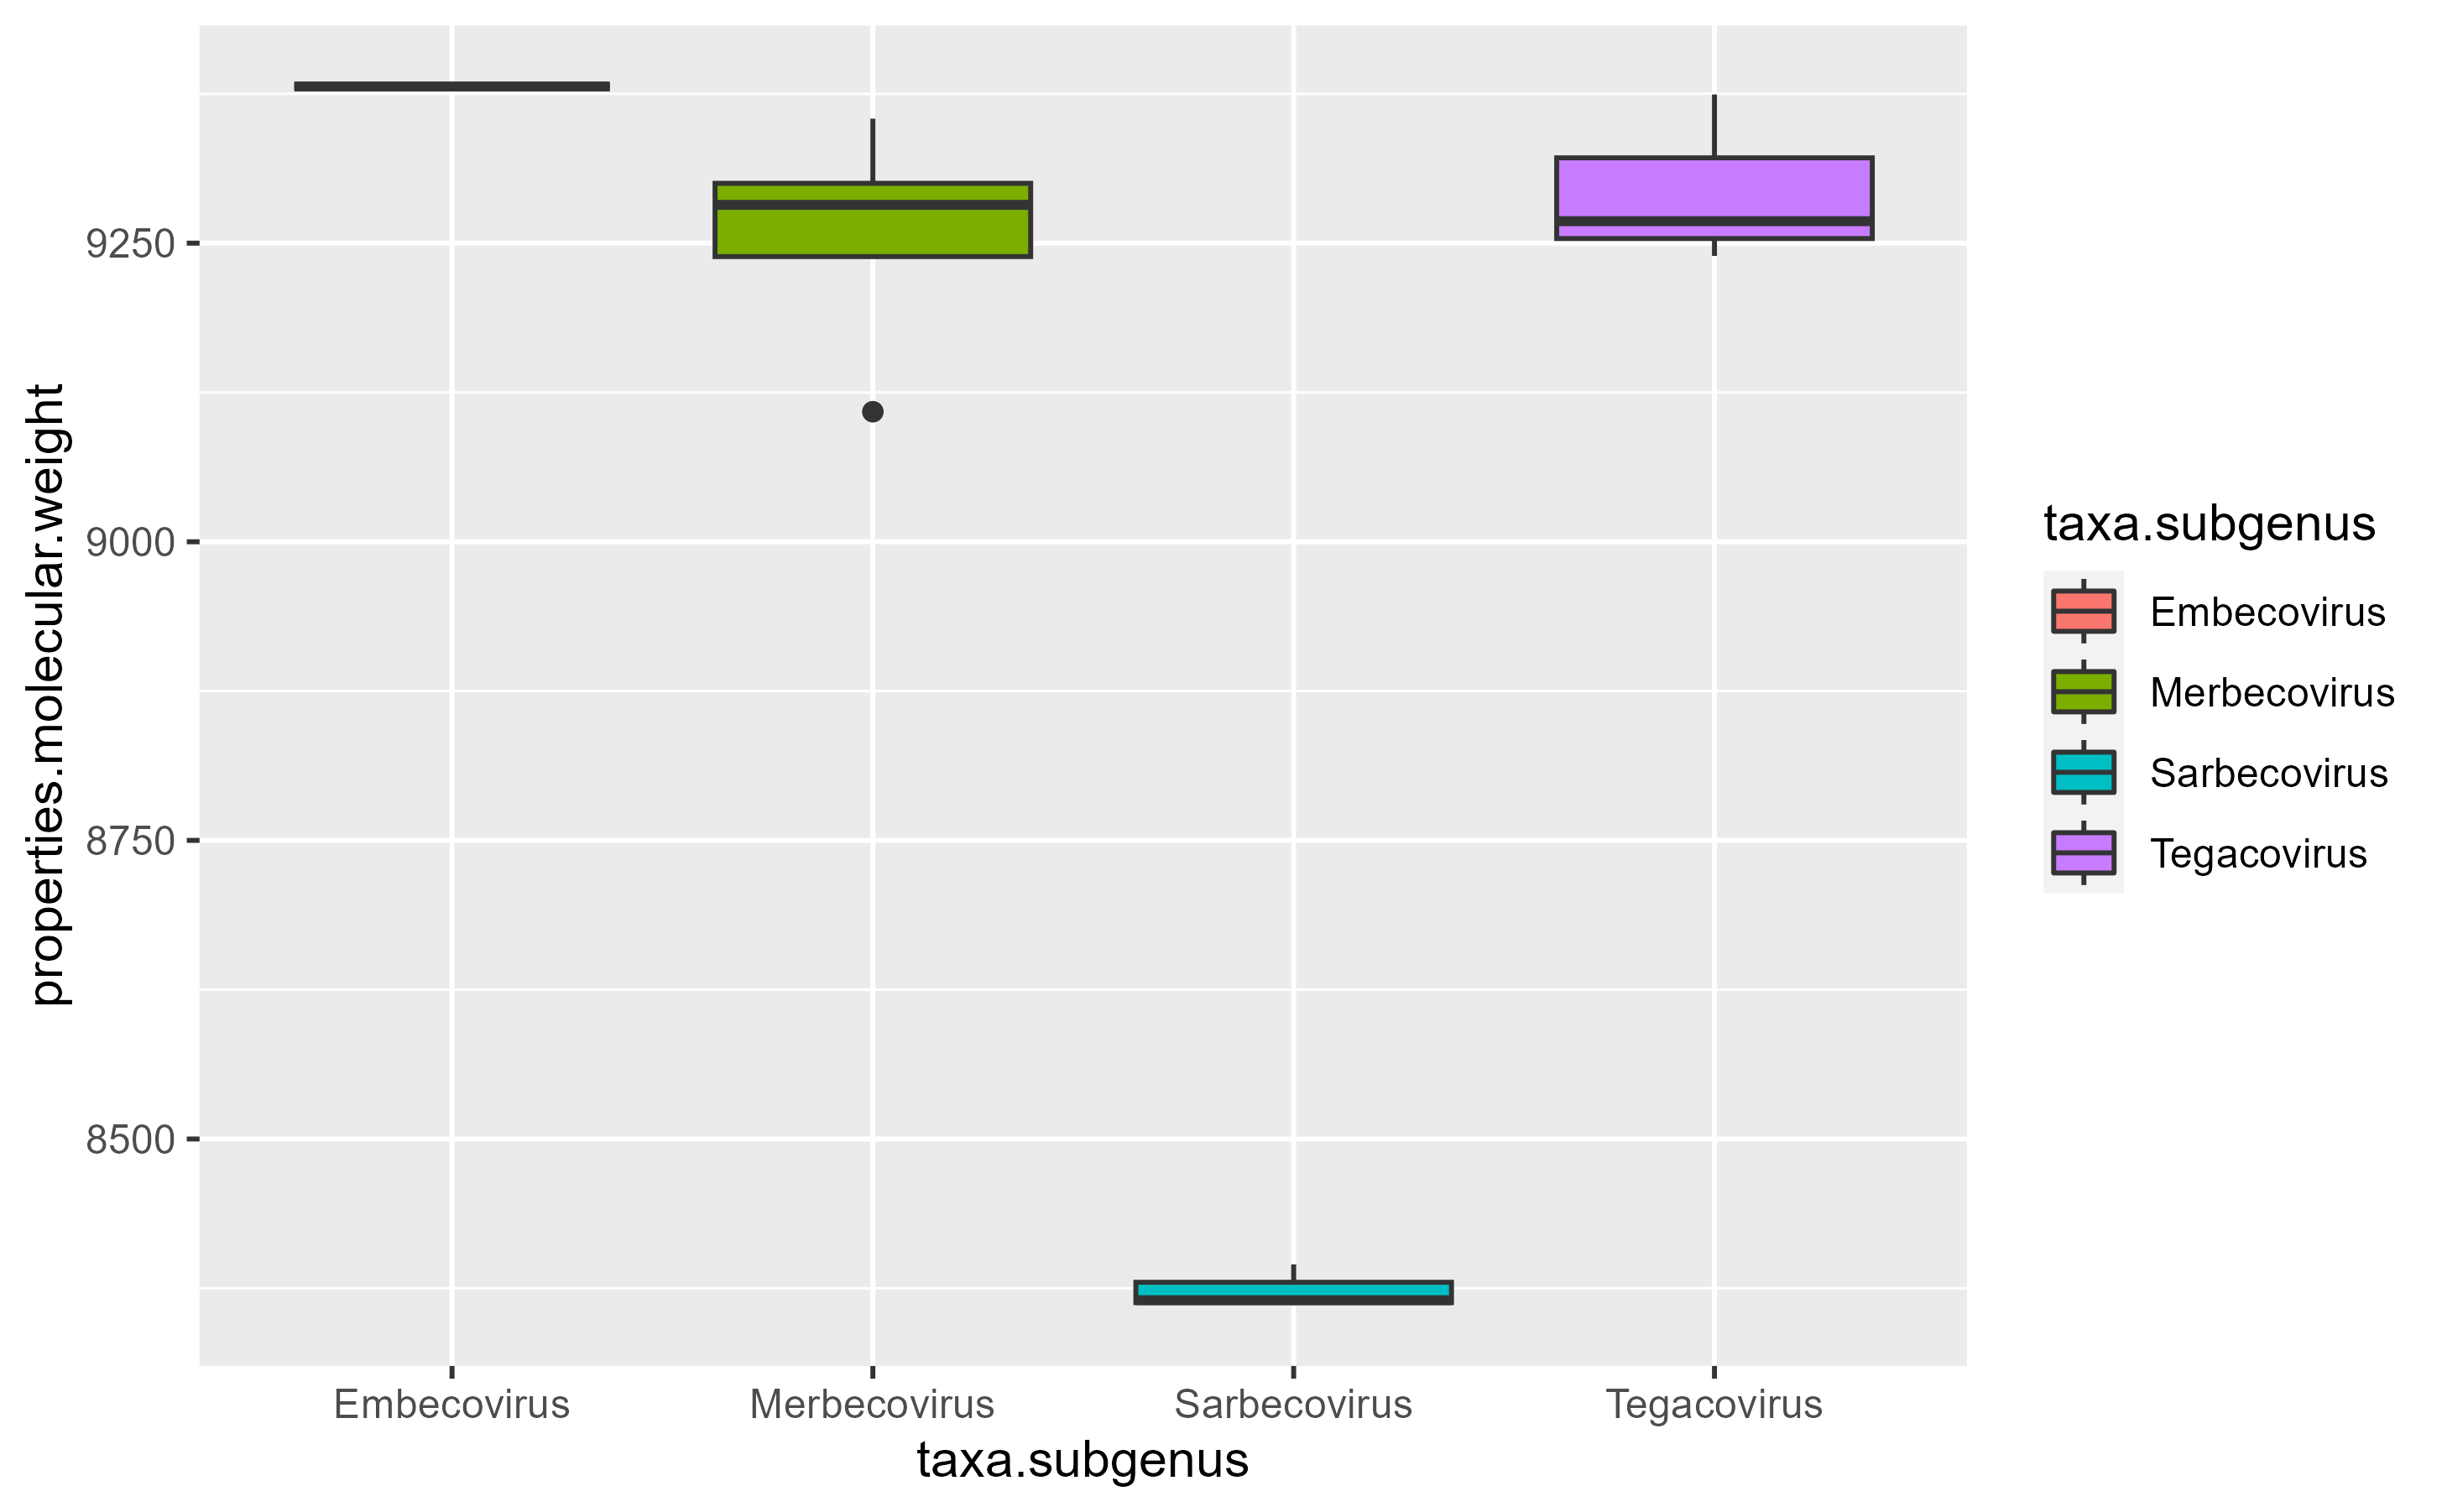 properties.molecular.weight
9250
9000
8750
8500
Embecovirus Merbecovirus Sarbecovirus Tegacovirus
taxa.subgenus
taxa.subgenus
Embecovirus
Merbecovirus
Sarbecovirus
Tegacovirus